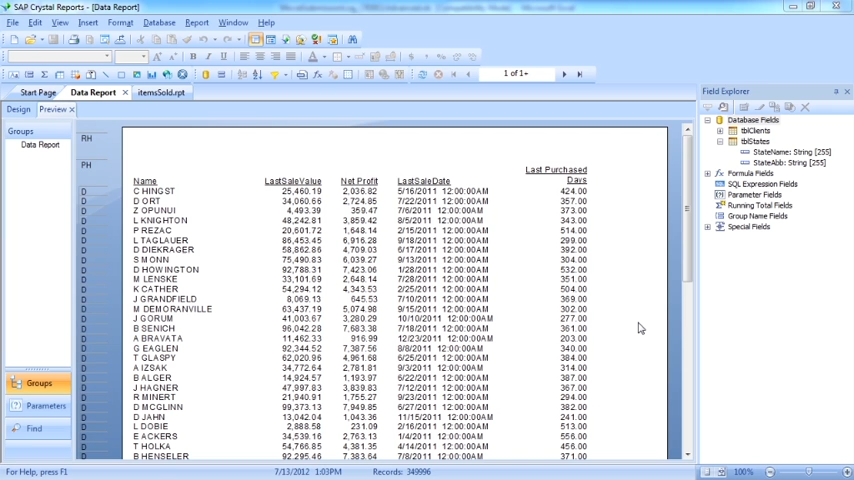 SAP Crystal Reports - [Data Report]
File Edit View Insert Format Database Report Window Help
1 of 1+
Start Page Data Report × itemsSold.rpt
Design Preview ×
Groups
Data Report
RH
PH
Name LastSaleValue Net Profit LastSaleDate Last Purchased Days
D C HINGST 25,460.19 2,036.82 5/16/2011 12:00:00AM 424.00
D D ORT 34,060.66 2,724.85 7/22/2011 12:00:00AM 357.00
D Z OPUNUI 4,493.39 359.47 7/6/2011 12:00:00AM 373.00
D L KNIGHTON 48,242.81 3,859.42 8/5/2011 12:00:00AM 343.00
D P REZAC 20,601.72 1,648.14 2/15/2011 12:00:00AM 514.00
D L TAGLAUER 86,453.45 6,916.28 9/18/2011 12:00:00AM 299.00
D D DIEKRAGER 58,862.86 4,709.03 6/17/2011 12:00:00AM 392.00
D S MONN 75,490.83 6,039.27 9/13/2011 12:00:00AM 304.00
D D HOWINGTON 92,788.31 7,423.06 1/28/2011 12:00:00AM 532.00
D M LENSKE 33,101.69 2,648.14 7/28/2011 12:00:00AM 351.00
D K CATHER 54,294.12 4,343.53 2/25/2011 12:00:00AM 504.00
D J GRANDFIELD 8,069.13 645.53 7/10/2011 12:00:00AM 369.00
D M DEMORANVILLE 63,437.19 5,074.98 9/15/2011 12:00:00AM 302.00
D J GORUM 41,003.67 3,280.29 10/10/2011 12:00:00AM 277.00
D B SENICH 96,042.28 7,683.38 7/18/2011 12:00:00AM 361.00
D A BRAVATA 11,462.33 916.99 12/23/2011 12:00:00AM 203.00
D G EAGLEN 92,344.52 7,387.56 8/8/2011 12:00:00AM 340.00
D T GLASPY 62,020.96 4,961.68 6/25/2011 12:00:00AM 384.00
D A IZSAK 34,772.64 2,781.81 9/3/2011 12:00:00AM 314.00
D B ALGER 14,924.57 1,193.97 6/22/2011 12:00:00AM 387.00
D J HAGNER 47,997.83 3,839.83 7/12/2011 12:00:00AM 367.00
D R MINERT 21,940.91 1,755.27 9/23/2011 12:00:00AM 294.00
D D MCGLINN 99,373.13 7,949.85 6/27/2011 12:00:00AM 382.00
D D JAHN 13,042.04 1,043.36 11/15/2011 12:00:00AM 241.00
D L DOBIE 2,888.58 231.09 2/16/2011 12:00:00AM 513.00
D E ACKERS 34,539.16 2,763.13 1/4/2011 12:00:00AM 556.00
D T HOLKA 54,766.85 4,381.35 4/14/2011 12:00:00AM 456.00
D B HENSELER 92,295.46 7,383.64 7/8/2011 12:00:00AM 371.00
Groups
Parameters
Find
Field Explorer
Database Fields
tblClients
tblStates
StateName: String [255]
StateAbb: String [255]
Formula Fields
SQL Expression Fields
Parameter Fields
Running Total Fields
Group Name Fields
Special Fields
For Help, press F1 7/13/2012 1:03PM Records: 349996 100%